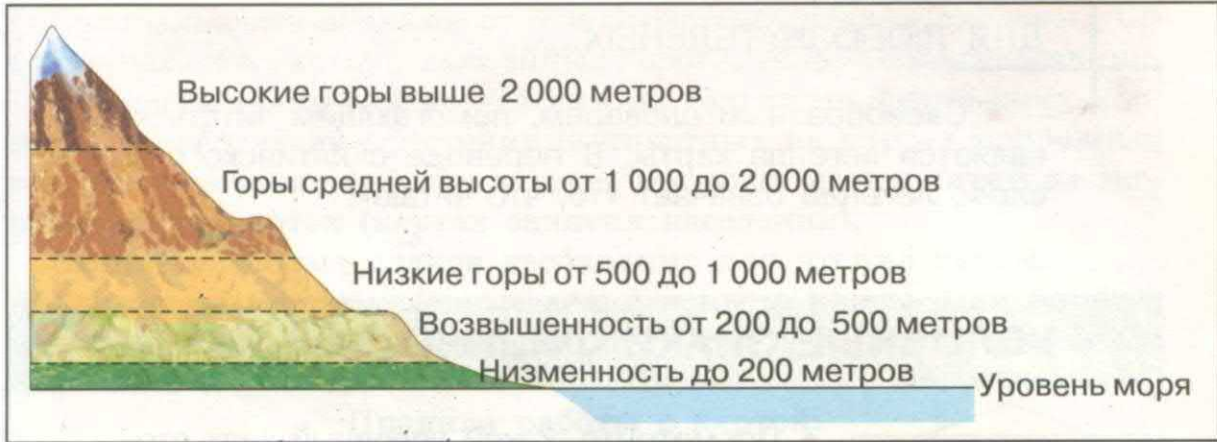 Высокие горы выше 2 000 метров
Горы средней высоты от 1 000 до 2 000 метров
Низкие горы от 500 до 1 000 метров
Возвышенность от 200 до 500 метров
Низменность до 200 метров
Уровень моря